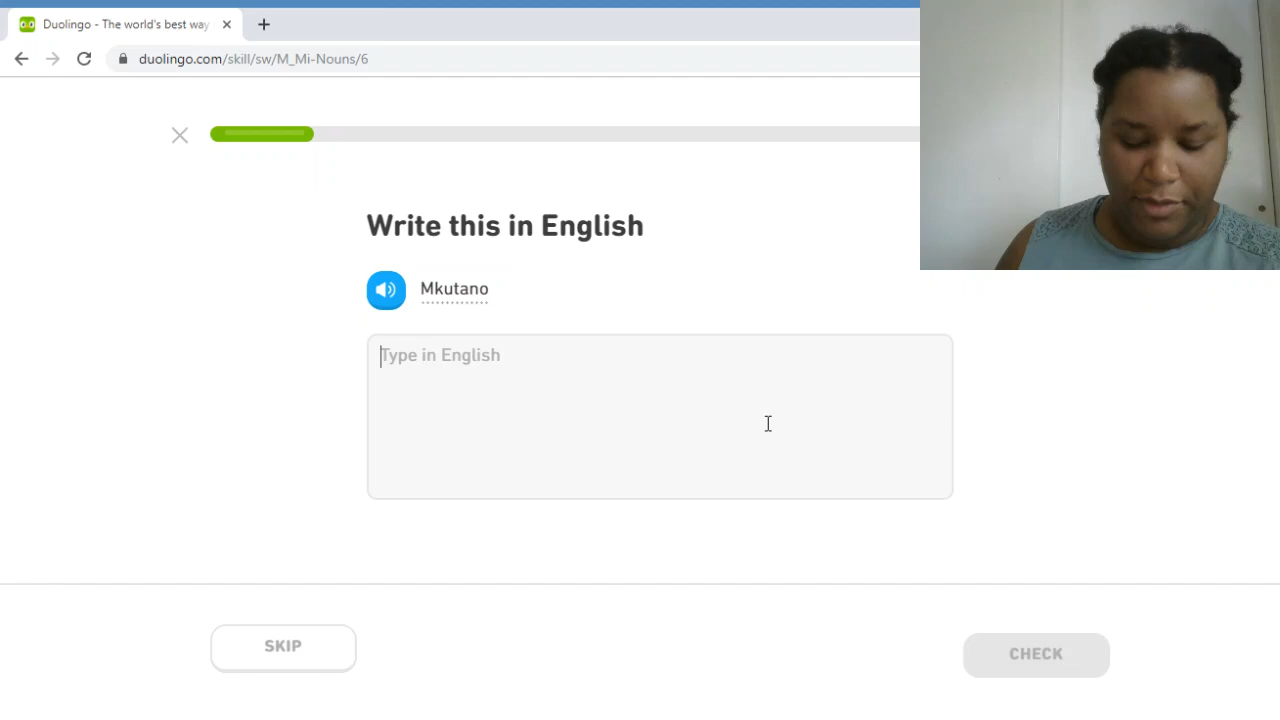 Duolingo - The world's best way
duolingo.com/skill/sw/M_Mi-Nouns/6
Write this in English
Mkutano
Type in English
SKIP
CHECK